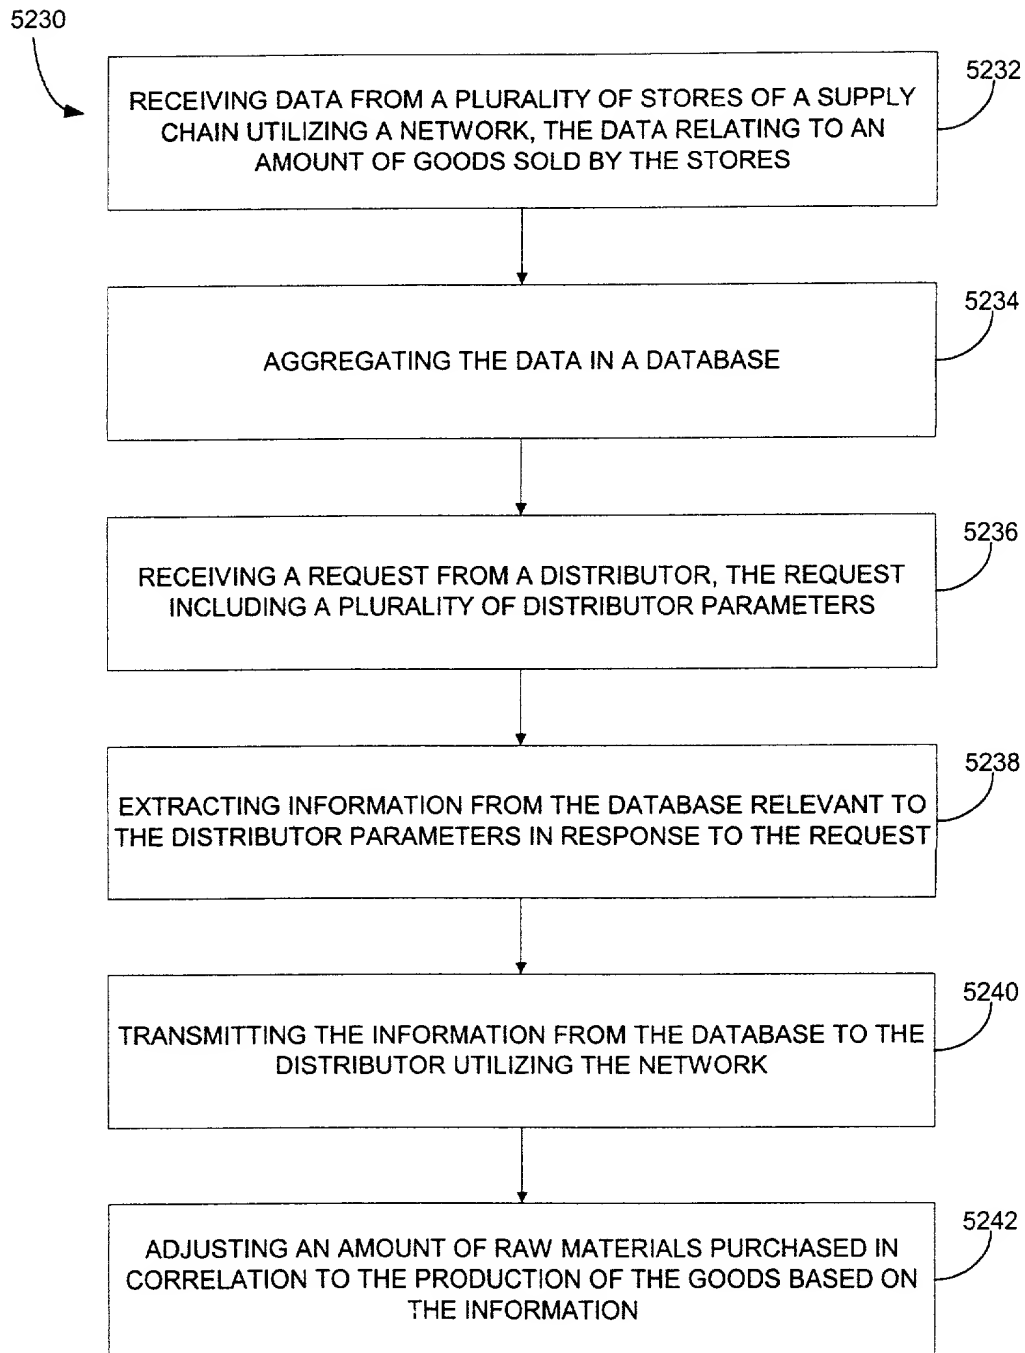 5230
5232
RECEIVING DATA FROM A PLURALITY OF STORES OF A SUPPLY
CHAIN UTILIZING A NETWORK, THE DATA RELATING TO AN
AMOUNT OF GOODS SOLD BY THE STORES
5234
AGGREGATING THE DATA IN A DATABASE
5236
RECEIVING A REQUEST FROM A DISTRIBUTOR, THE REQUEST
INCLUDING A PLURALITY OF DISTRIBUTOR PARAMETERS
5238
EXTRACTING INFORMATION FROM THE DATABASE RELEVANT TO
THE DISTRIBUTOR PARAMETERS IN RESPONSE TO THE REQUEST
5240
TRANSMITTING THE INFORMATION FROM THE DATABASE TO THE
DISTRIBUTOR UTILIZING THE NETWORK
5242
ADJUSTING AN AMOUNT OF RAW MATERIALS PURCHASED IN
CORRELATION TO THE PRODUCTION OF THE GOODS BASED ON
THE INFORMATION